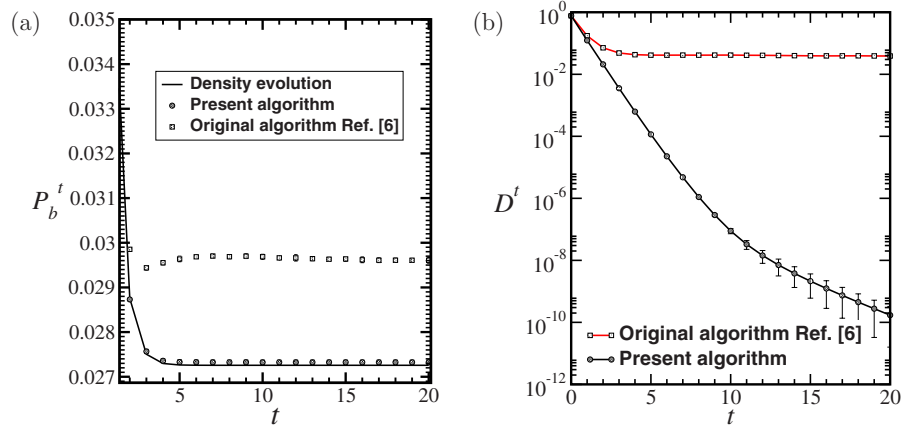 (a)
0.035
0.034
0.033
0.032
0.031
0.03
0.029
0.028
0.027
P_b^t
5
10
15
20
t
Density evolution
Present algorithm
Original algorithm Ref. [6]
(b)
10^0
10^-2
10^-4
10^-6
10^-8
10^-10
10^-12
D^t
0
5
10
15
20
t
Original algorithm Ref. [6]
Present algorithm